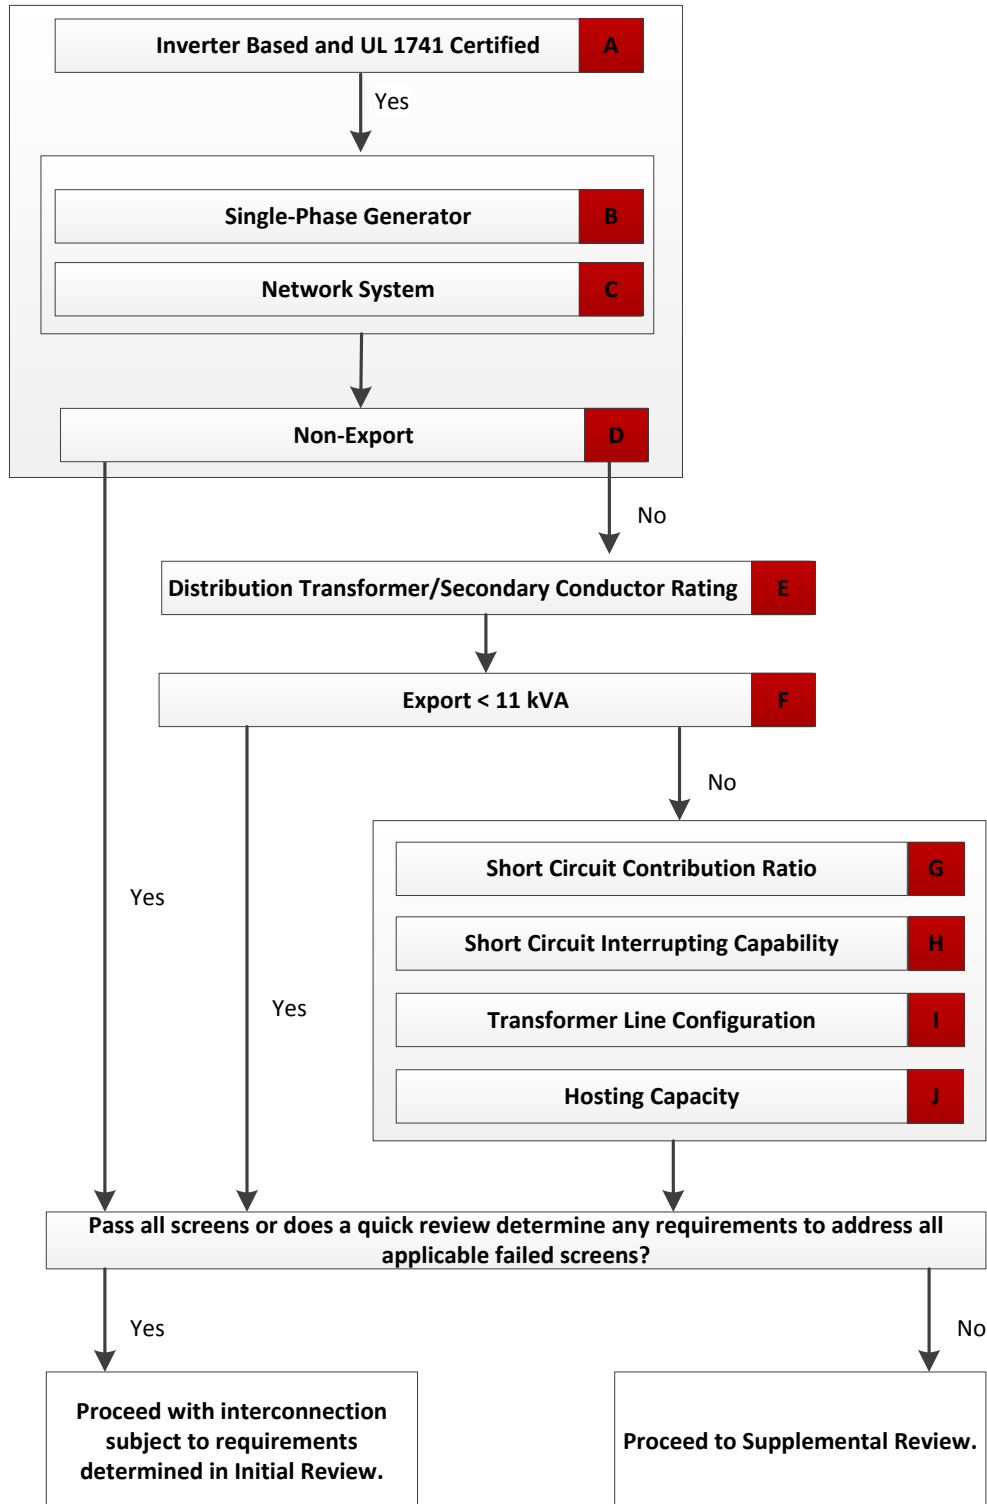 Inverter Based and UL 1741 Certified A
Yes
Single-Phase Generator B
Network System C
Non-Export D
No
Distribution Transformer/Secondary Conductor Rating E
Export < 11 kVA F
No
Short Circuit Contribution Ratio G
Yes
Short Circuit Interrupting Capability H
Yes
Transformer Line Configuration I
Hosting Capacity J
Pass all screens or does a quick review determine any requirements to address all
applicable failed screens?
Yes
No
Proceed with interconnection
subject to requirements
determined in Initial Review.
Proceed to Supplemental Review.